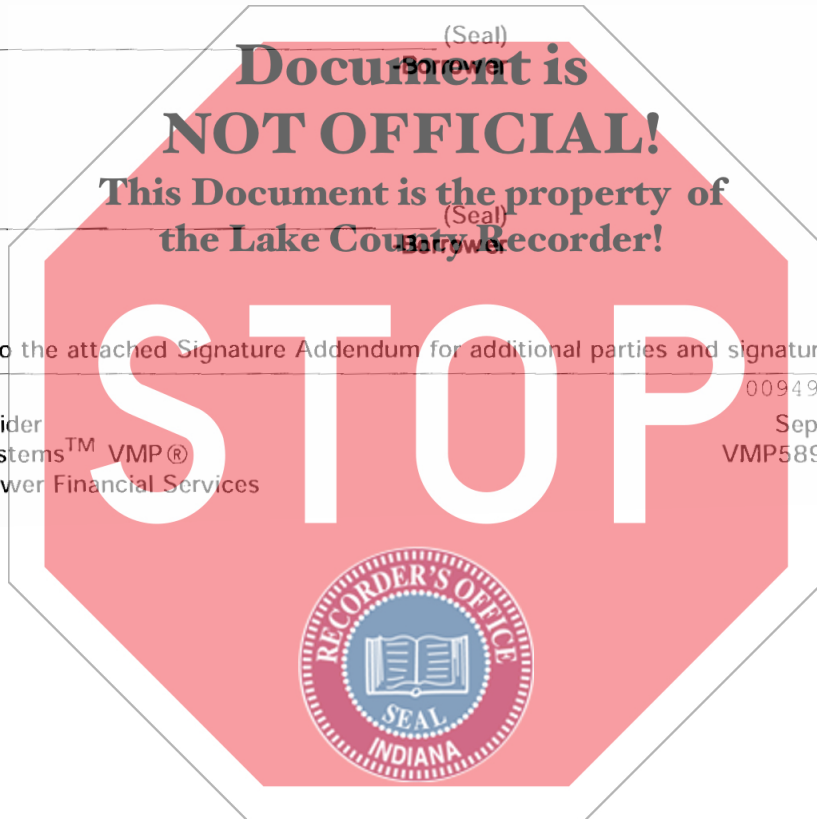 (Seal)
-Borrower
Document is
NOT OFFICIAL!
This Document is the property of
(Seal)
-Borrower
the Lake County Recorder!
o the attached Signature Addendum for additional parties and signatur
STOP
00949
ider
Sep
stems™ VMP®
VMP589
wer Financial Services
RECORDER'S OFFICE
SEAL
INDIANA